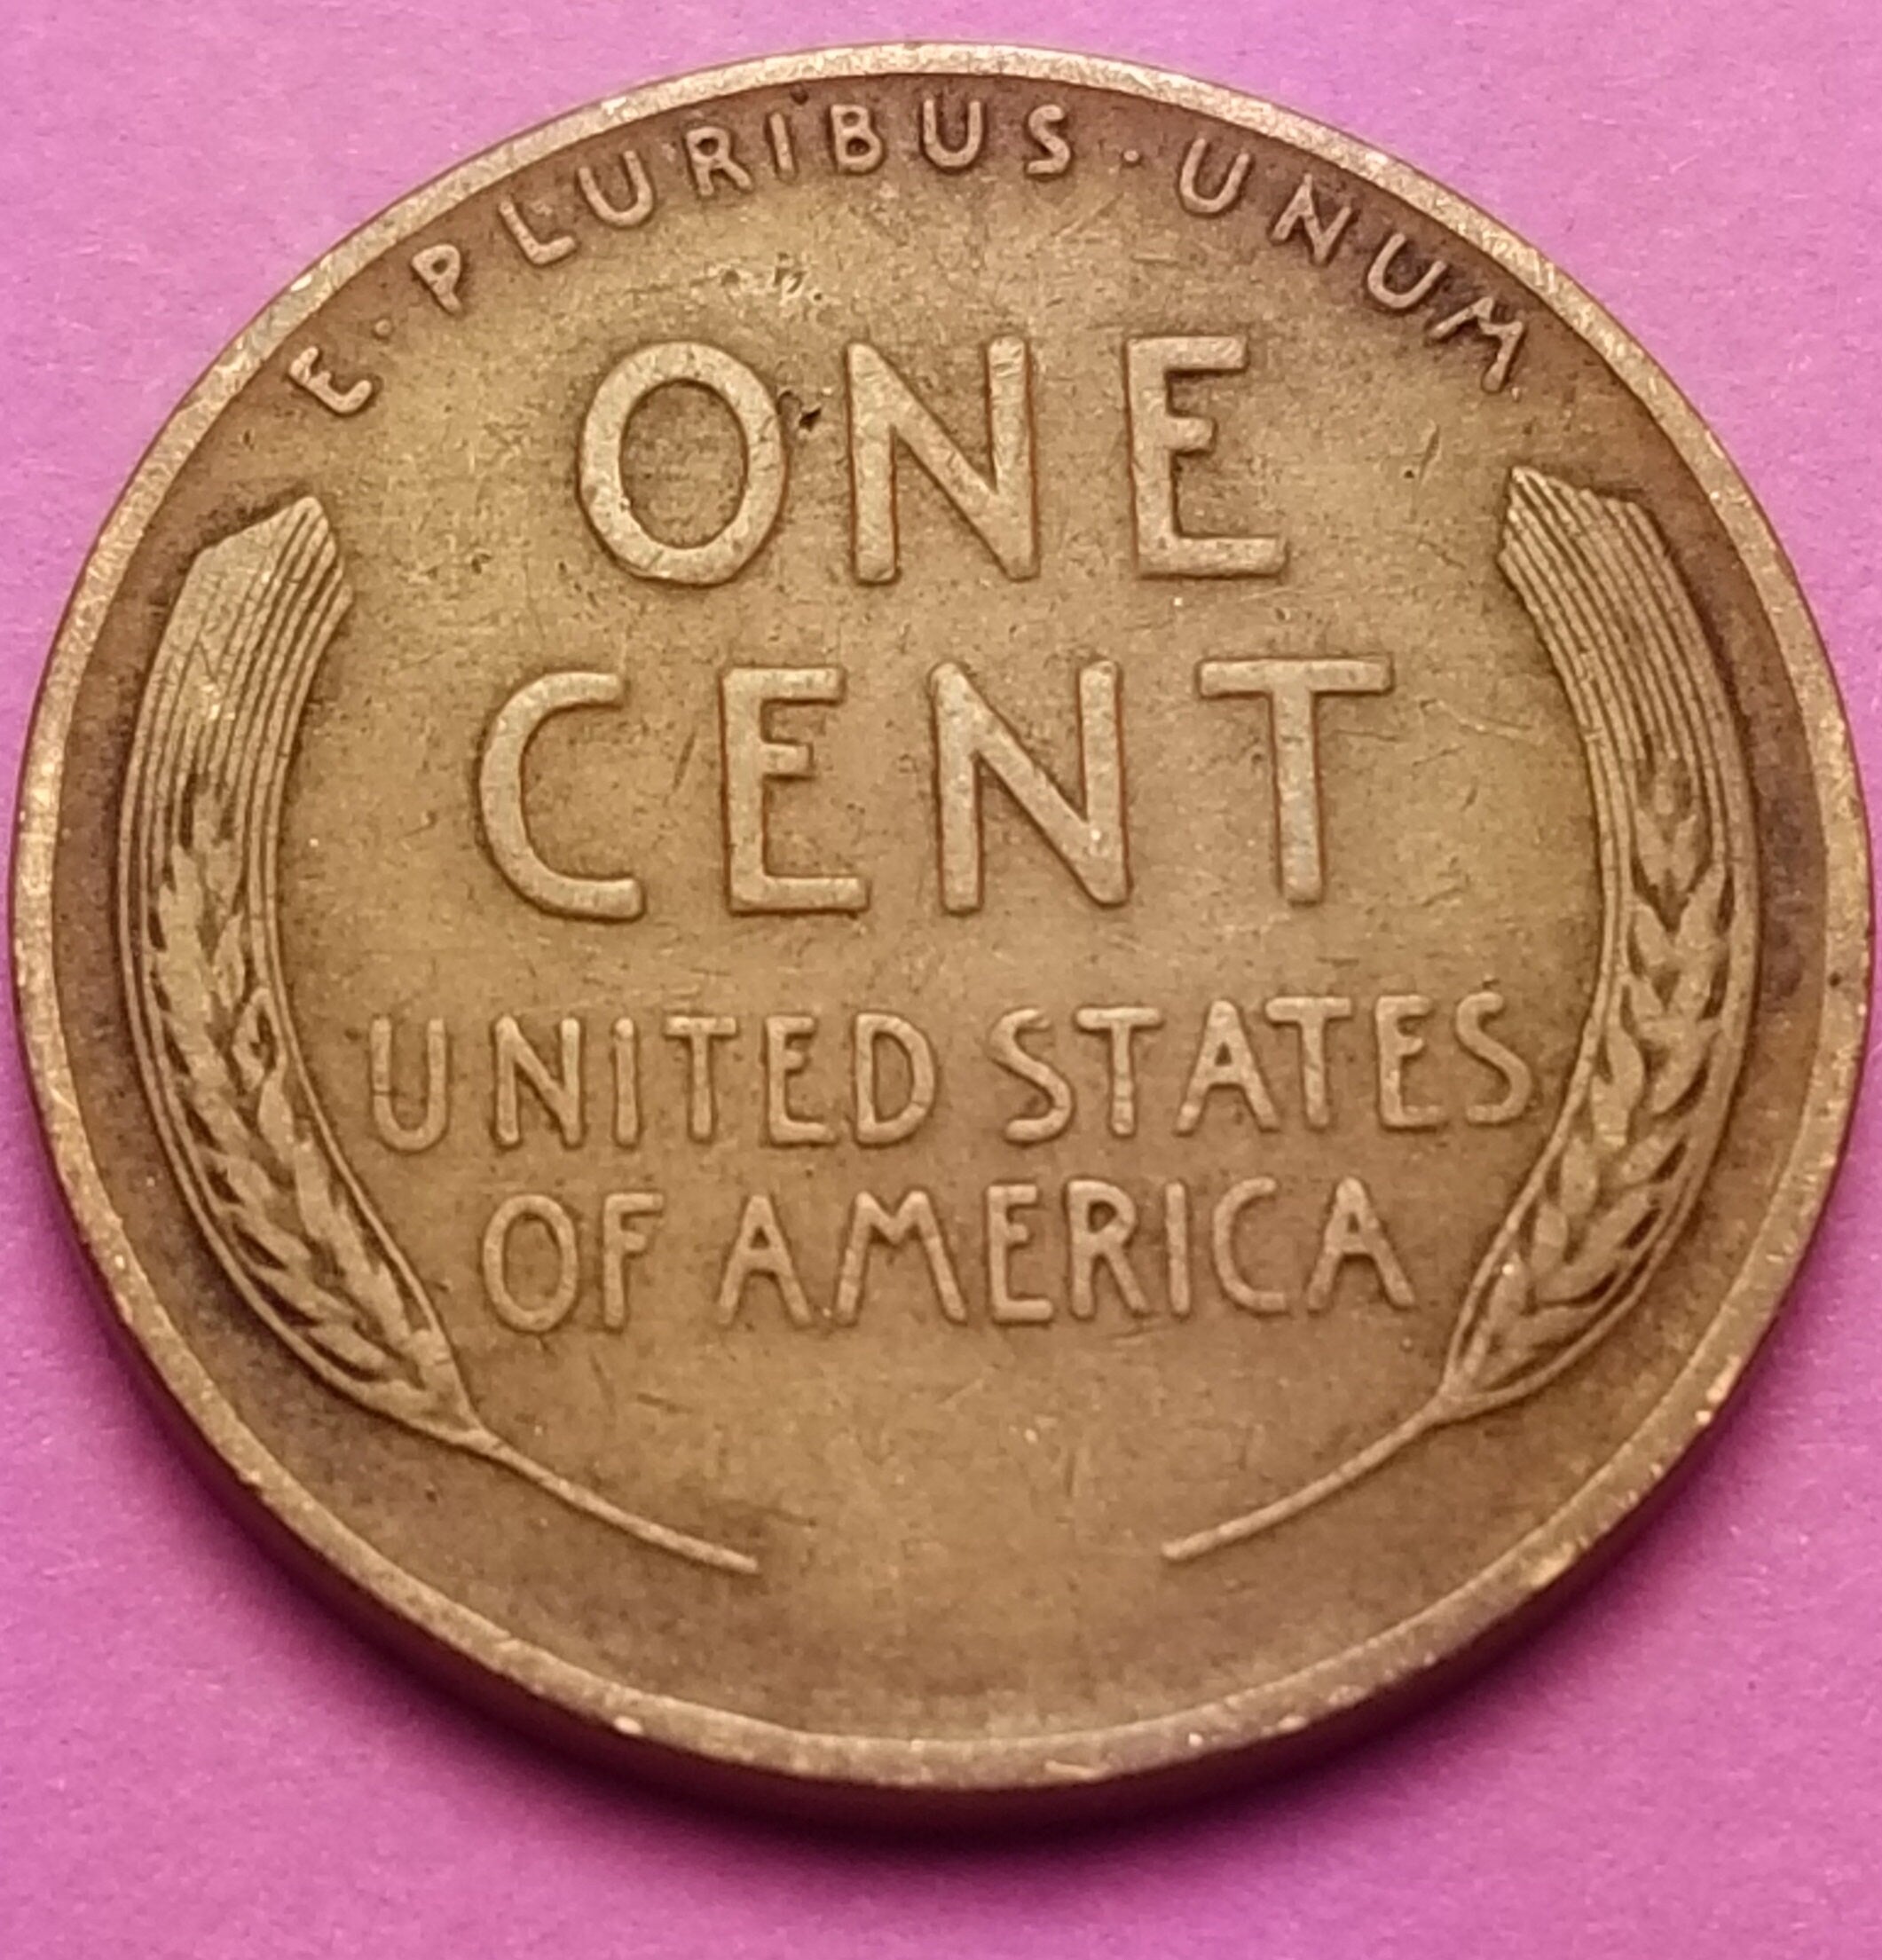 E·PLURIBUS·UNUM
ONE
CENT
UNITED STATES
OF AMERICA